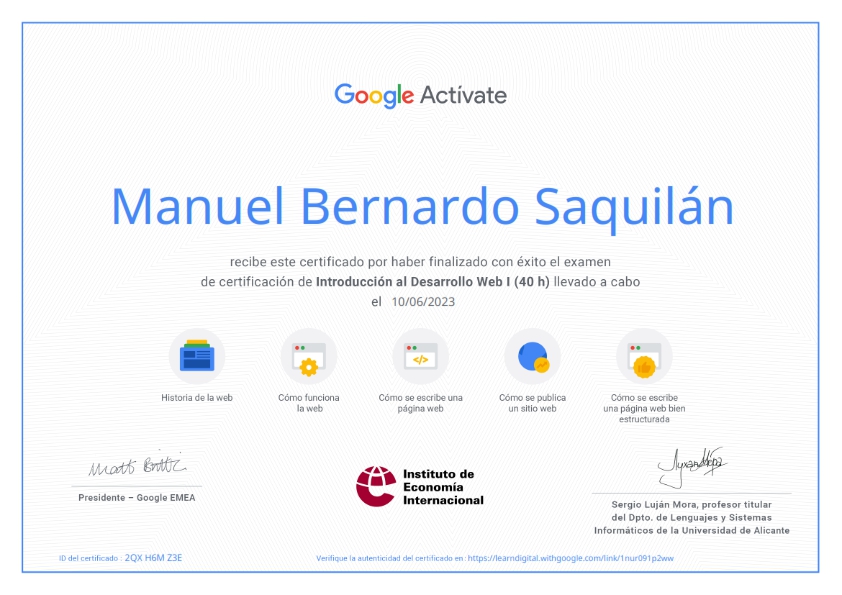 Google Actívate
Manuel Bernardo Saquilán
recibe este certificado por haber finalizado con éxito el examen
de certificación de Introducción al Desarrollo Web I (40 h) llevado a cabo
el 10/06/2023
Historia de la web
Cómo funciona
la web
</>
Cómo se escribe una
página web
Cómo se publica
un sitio web
Cómo se escribe
una página web bien
estructurada
Matt Brittin
Presidente – Google EMEA
Instituto de
Economía
Internacional
Sergio Luján Mora, profesor titular
del Dpto. de Lenguajes y Sistemas
Informáticos de la Universidad de Alicante
ID del certificado : 2QX H6M Z3E
Verifique la autenticidad del certificado en : https://learndigital.withgoogle.com/link/1nur091p2ww